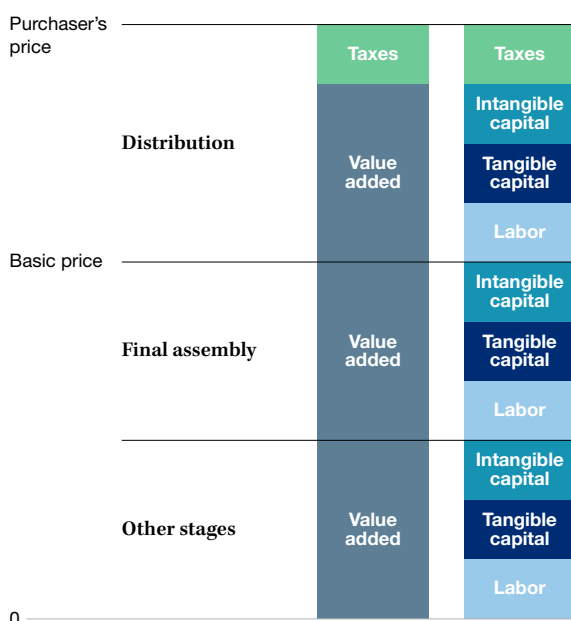 Purchaser's
price
Taxes
Taxes
Intangible
capital
Distribution
Value
added
Tangible
capital
Labor
Basic price
Intangible
capital
Final assembly
Value
added
Tangible
capital
Labor
Intangible
capital
Other stages
Value
added
Tangible
capital
Labor
0